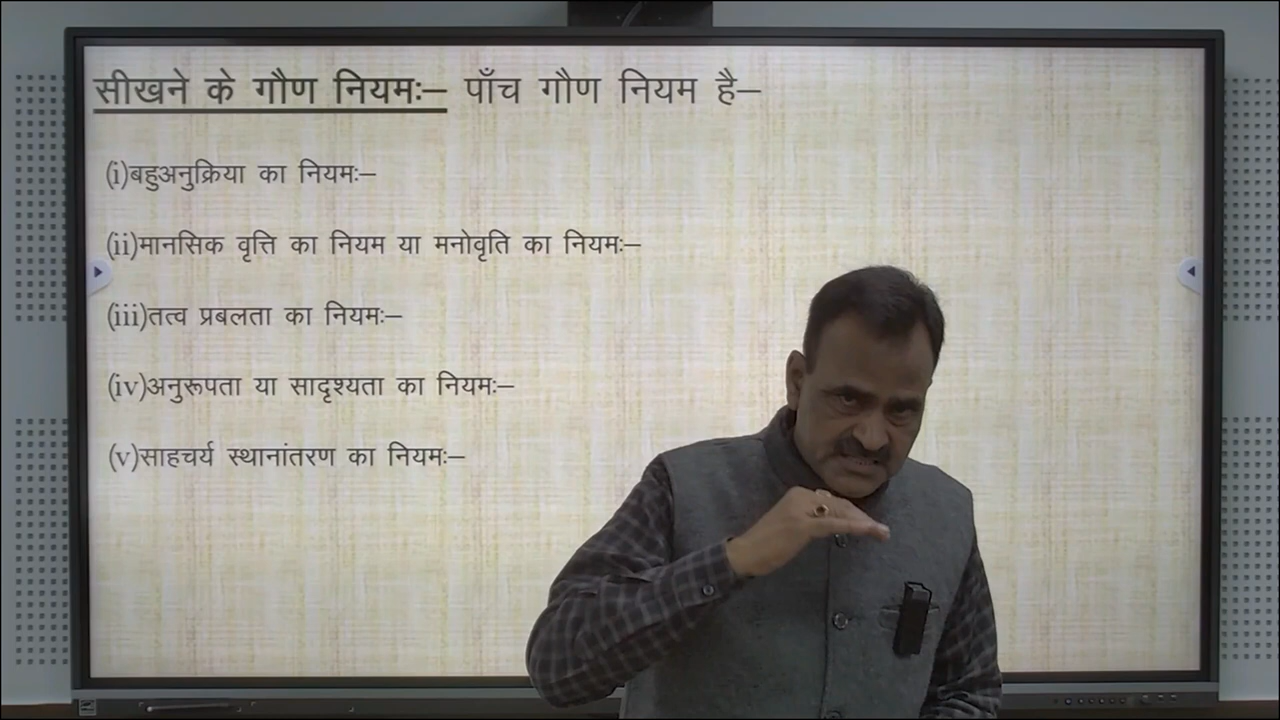 सीखने के गौण नियमः– पाँच गौण नियम है–
(i)बहुअनुक्रिया का नियमः–
(ii)मानसिक वृत्ति का नियम या मनोवृति का नियमः–
(iii)तत्व प्रबलता का नियमः–
(iv)अनुरूपता या सादृश्यता का नियमः–
(v)साहचर्य स्थानांतरण का नियमः–